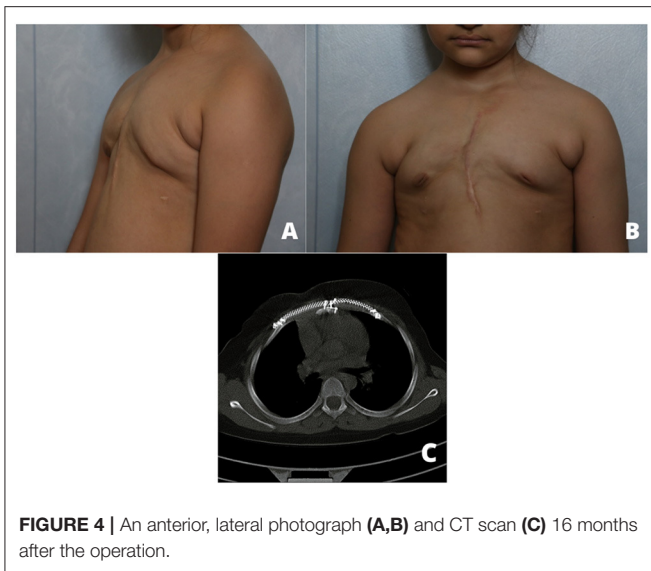 A
B
C
FIGURE 4 | An anterior, lateral photograph (A,B) and CT scan (C) 16 months
after the operation.